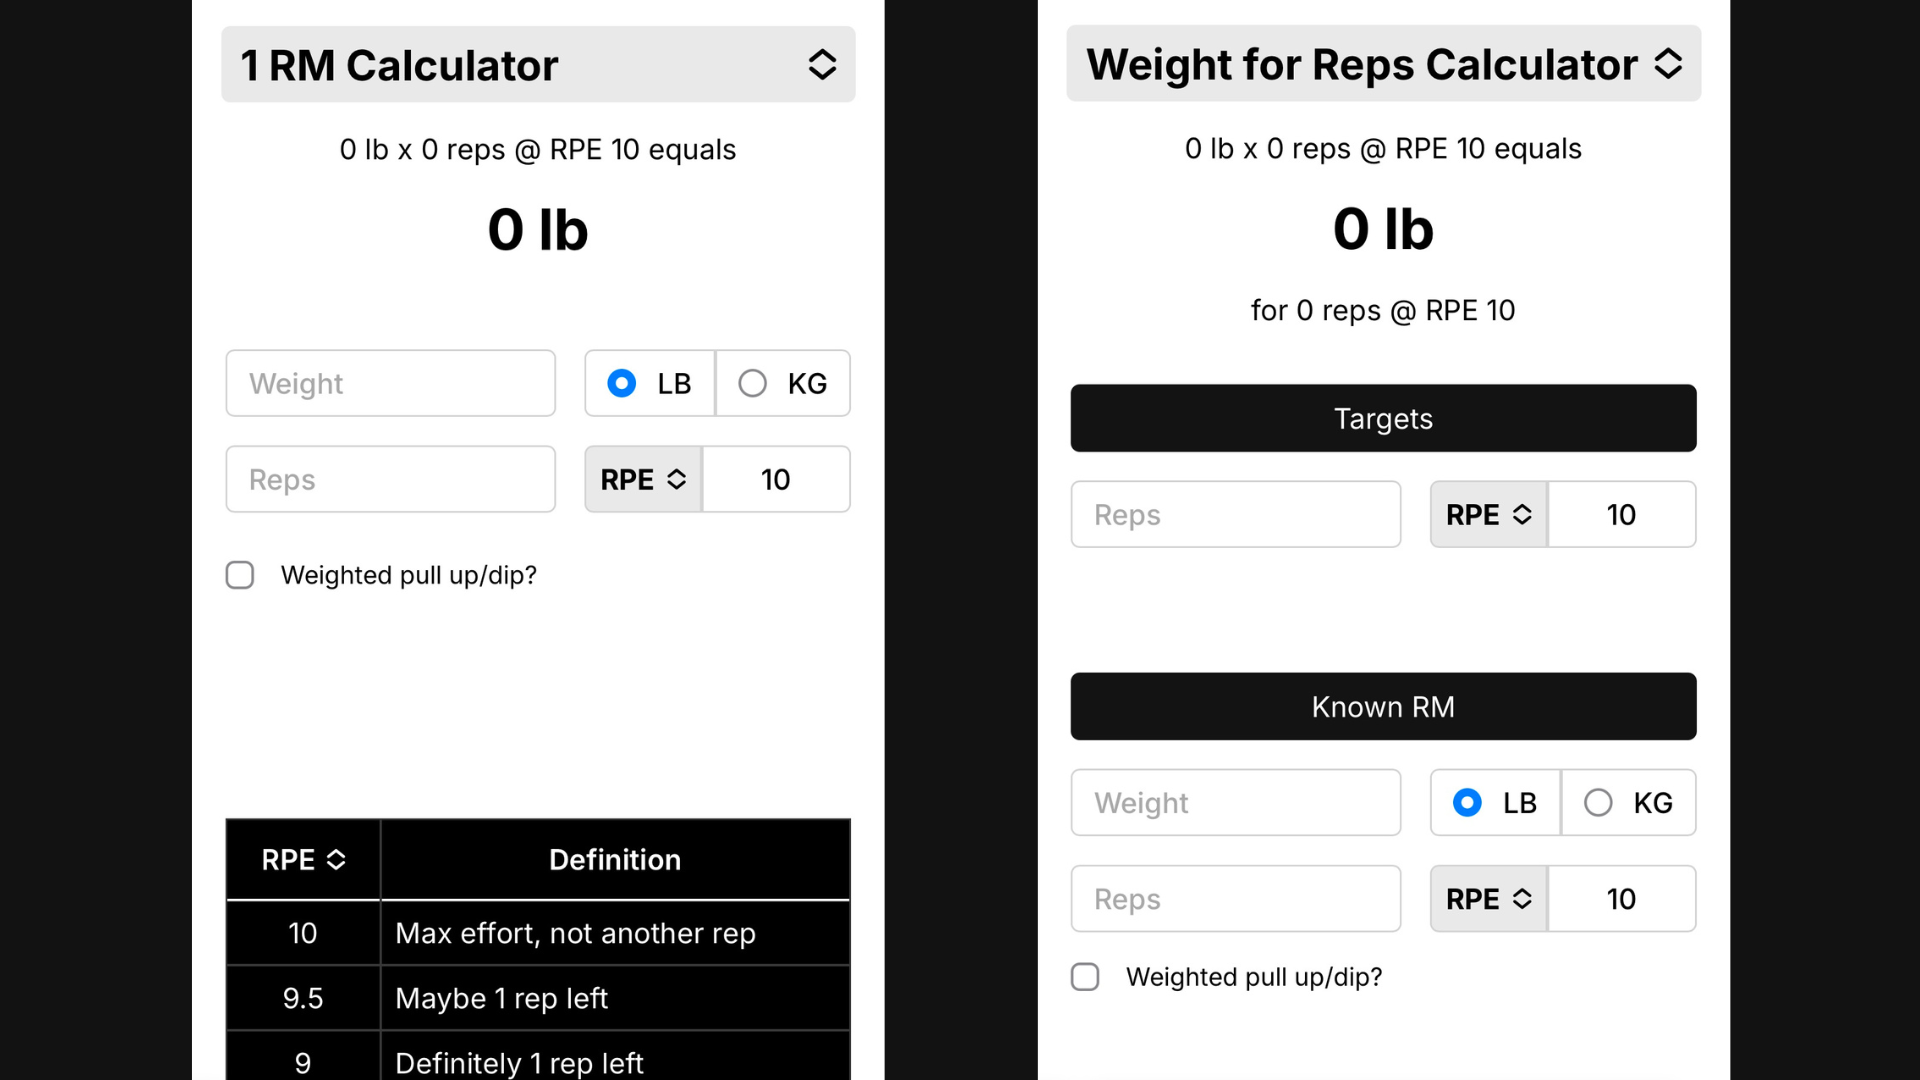 1 RM Calculator
0 lb x 0 reps @ RPE 10 equals
0 lb
Weight
LB
KG
Reps
RPE
10
Weighted pull up/dip?
RPE
Definition
10
Max effort, not another rep
9.5
Maybe 1 rep left
9
Definitely 1 rep left
Weight for Reps Calculator
0 lb x 0 reps @ RPE 10 equals
0 lb
for 0 reps @ RPE 10
Targets
Reps
RPE
10
Known RM
Weight
LB
KG
Reps
RPE
10
Weighted pull up/dip?